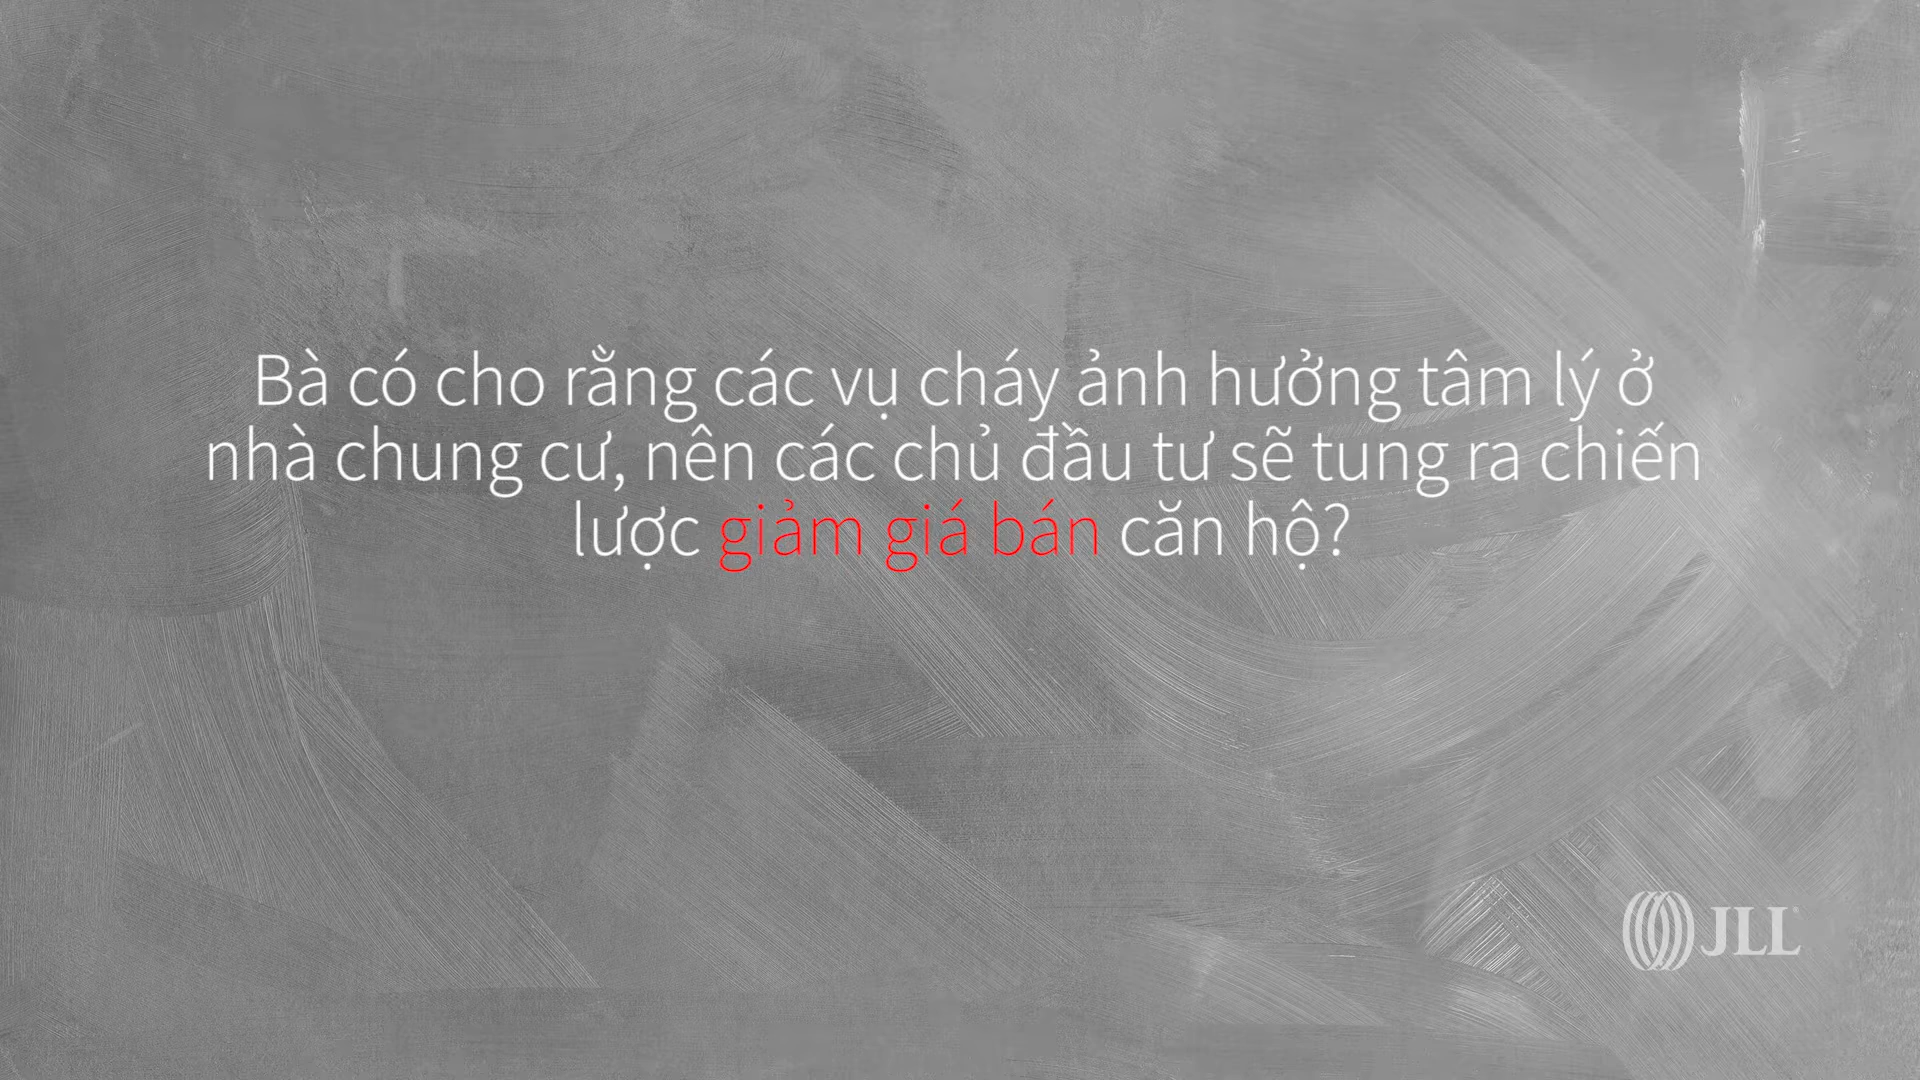 Bà có cho rằng các vụ cháy ảnh hưởng tâm lý ở
nhà chung cư, nên các chủ đầu tư sẽ tung ra chiến
lược giảm giá bán căn hộ?
JLL